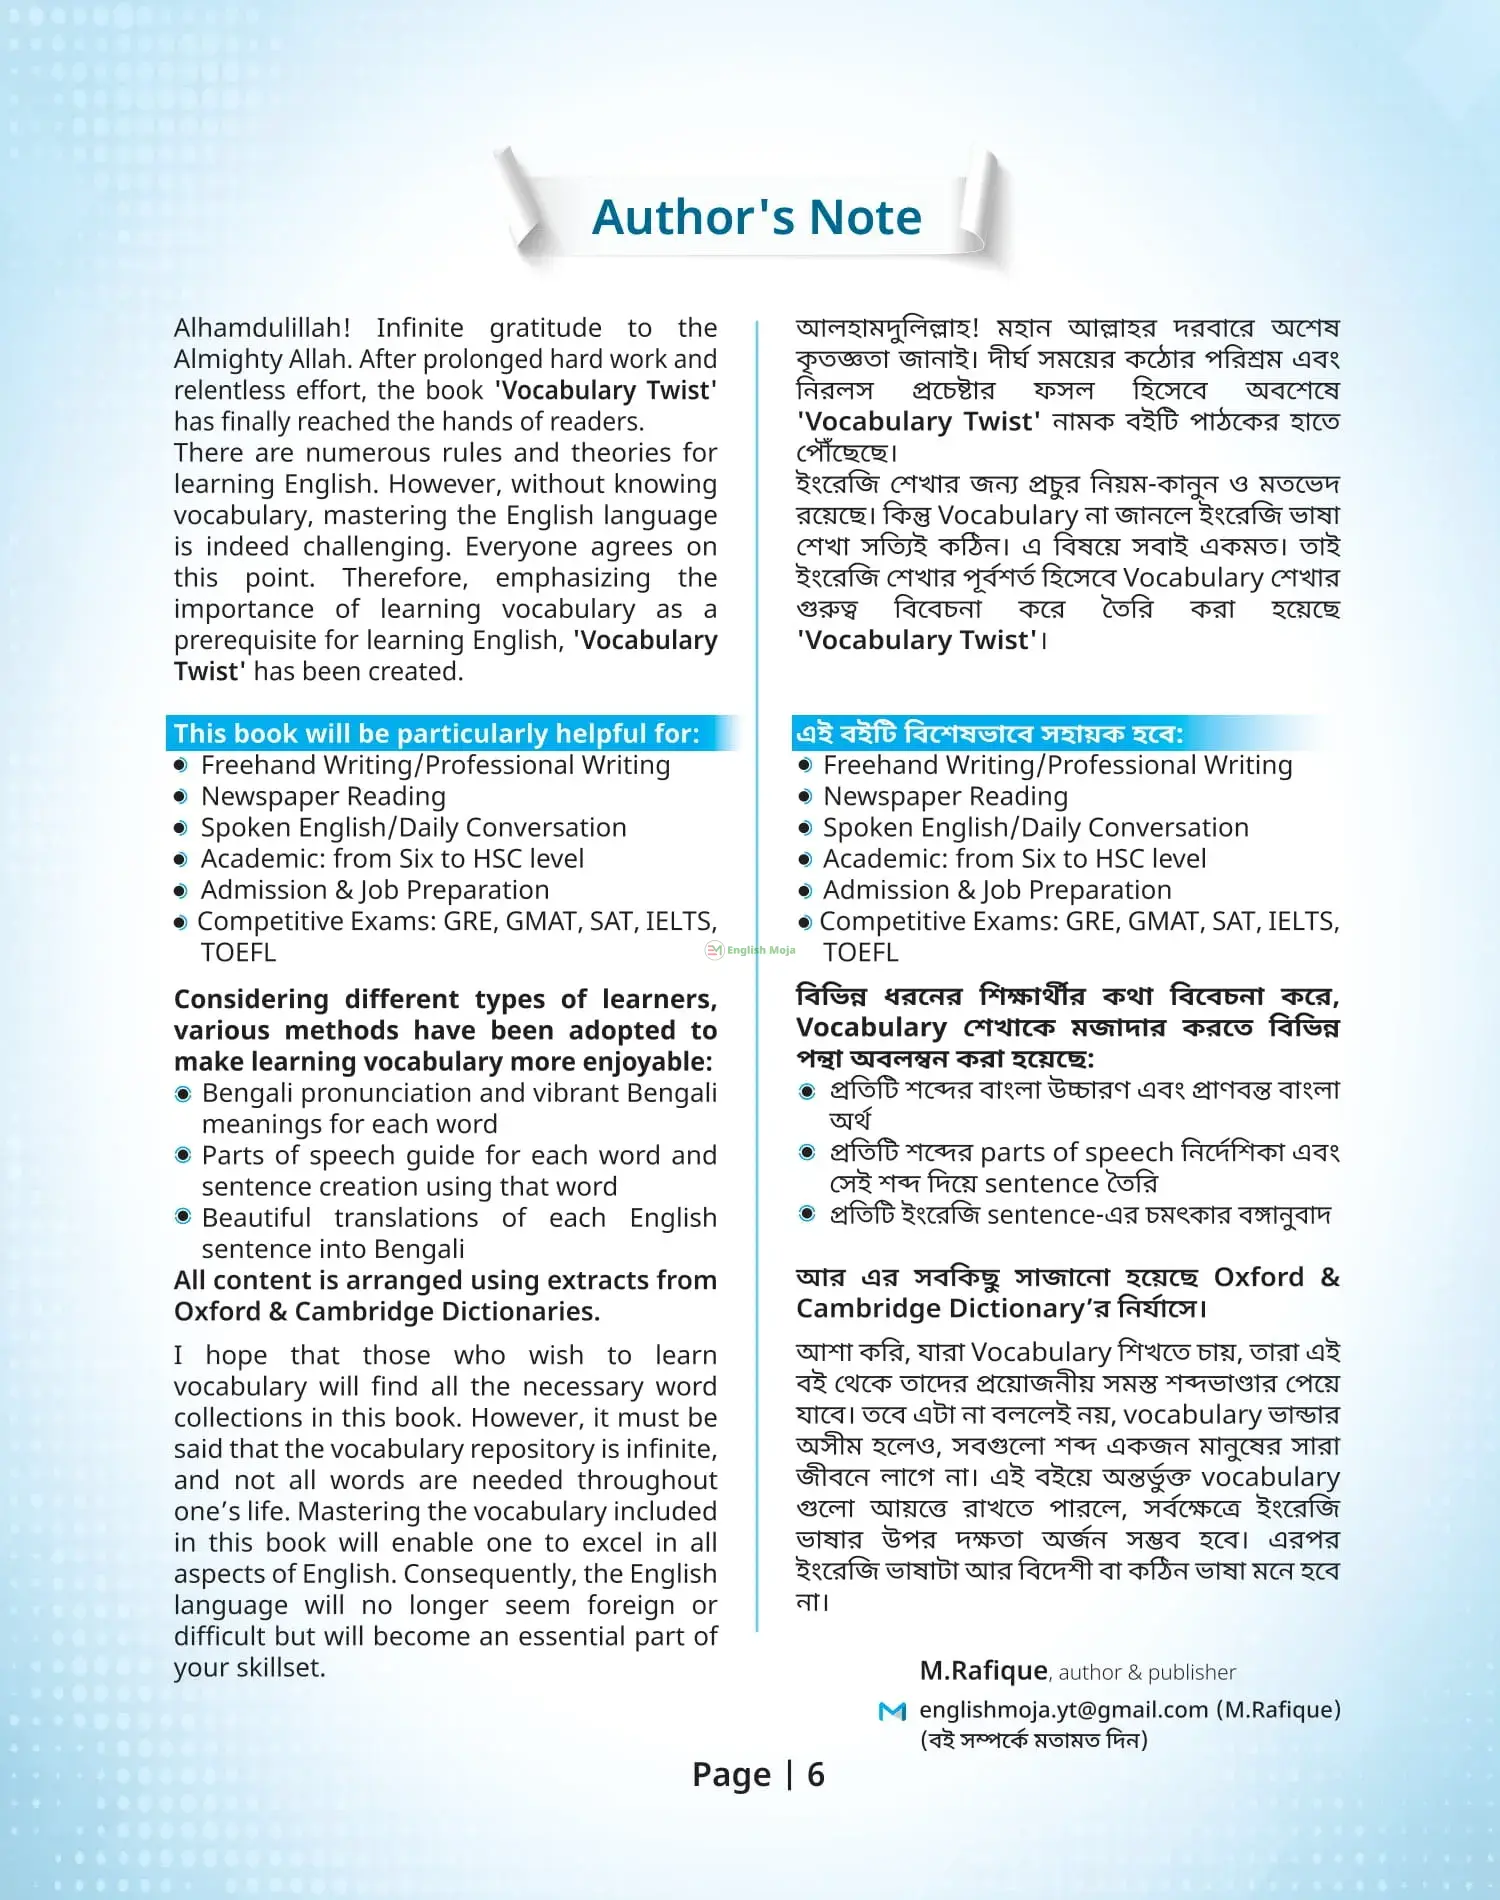 Author's Note
Alhamdulillah! Infinite gratitude to the
Almighty Allah. After prolonged hard work and
relentless effort, the book 'Vocabulary Twist'
has finally reached the hands of readers.
There are numerous rules and theories for
learning English. However, without knowing
vocabulary, mastering the English language
is indeed challenging. Everyone agrees on
this point. Therefore, emphasizing the
importance of learning vocabulary as a
prerequisite for learning English, 'Vocabulary
Twist' has been created.
This book will be particularly helpful for:
Freehand Writing/Professional Writing
Newspaper Reading
Spoken English/Daily Conversation
Academic: from Six to HSC level
Admission & Job Preparation
Competitive Exams: GRE, GMAT, SAT, IELTS,
TOEFL
Considering different types of learners,
various methods have been adopted to
make learning vocabulary more enjoyable:
Bengali pronunciation and vibrant Bengali
meanings for each word
Parts of speech guide for each word and
sentence creation using that word
Beautiful translations of each English
sentence into Bengali
All content is arranged using extracts from
Oxford & Cambridge Dictionaries.
I hope that those who wish to learn
vocabulary will find all the necessary word
collections in this book. However, it must be
said that the vocabulary repository is infinite,
and not all words are needed throughout
one’s life. Mastering the vocabulary included
in this book will enable one to excel in all
aspects of English. Consequently, the English
language will no longer seem foreign or
difficult but will become an essential part of
your skillset.
আলহামদুলিল্লাহ! মহান আল্লাহর দরবারে অশেষ
কৃতজ্ঞতা জানাই। দীর্ঘ সময়ের কঠোর পরিশ্রম এবং
নিরলস প্রচেষ্টার ফসল হিসেবে অবশেষে
'Vocabulary Twist' নামক বইটি পাঠকের হাতে
পৌঁছেছে।
ইংরেজি শেখার জন্য প্রচুর নিয়ম-কানুন ও মতভেদ
রয়েছে। কিন্তু Vocabulary না জানলে ইংরেজি ভাষা
শেখা সত্যিই কঠিন। এ বিষয়ে সবাই একমত। তাই
ইংরেজি শেখার পূর্বশর্ত হিসেবে Vocabulary শেখার
গুরুত্ব বিবেচনা করে তৈরি করা হয়েছে
'Vocabulary Twist'।
এই বইটি বিশেষভাবে সহায়ক হবে:
Freehand Writing/Professional Writing
Newspaper Reading
Spoken English/Daily Conversation
Academic: from Six to HSC level
Admission & Job Preparation
Competitive Exams: GRE, GMAT, SAT, IELTS,
TOEFL
বিভিন্ন ধরনের শিক্ষার্থীর কথা বিবেচনা করে,
Vocabulary শেখাকে মজাদার করতে বিভিন্ন
পন্থা অবলম্বন করা হয়েছে:
প্রতিটি শব্দের বাংলা উচ্চারণ এবং প্রাণবন্ত বাংলা
অর্থ
প্রতিটি শব্দের parts of speech নির্দেশিকা এবং
সেই শব্দ দিয়ে sentence তৈরি
প্রতিটি ইংরেজি sentence-এর চমৎকার বঙ্গানুবাদ
আর এর সবকিছু সাজানো হয়েছে Oxford &
Cambridge Dictionary’র নির্যাসে।
আশা করি, যারা Vocabulary শিখতে চায়, তারা এই
বই থেকে তাদের প্রয়োজনীয় সমস্ত শব্দভাণ্ডার পেয়ে
যাবে। তবে এটা না বললেই নয়, vocabulary ভান্ডার
অসীম হলেও, সবগুলো শব্দ একজন মানুষের সারা
জীবনে লাগে না। এই বইয়ে অন্তর্ভুক্ত vocabulary
গুলো আয়ত্তে রাখতে পারলে, সর্বক্ষেত্রে ইংরেজি
ভাষার উপর দক্ষতা অর্জন সম্ভব হবে। এরপর
ইংরেজি ভাষাটা আর বিদেশী বা কঠিন ভাষা মনে হবে
না।
M.Rafique, author & publisher
englishmoja.yt@gmail.com (M.Rafique)
(বই সম্পর্কে মতামত দিন)
English Moja
Page | 6